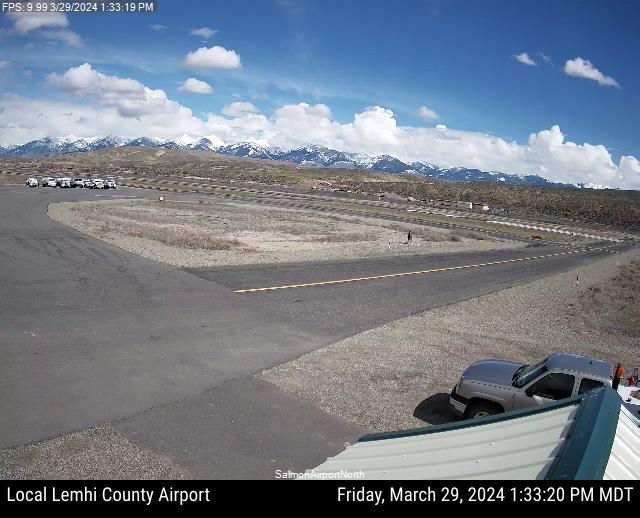 FPS: 9.99 3/29/2024 1:33:19 PM
SalmonAirportNorth
Local Lemhi County Airport
Friday, March 29, 2024 1:33:20 PM MDT